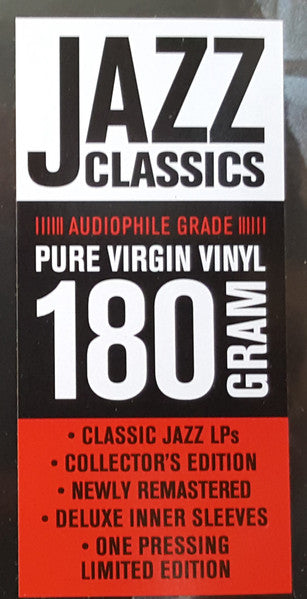 JAZZ
CLASSICS
AUDIOPHILE GRADE
PURE VIRGIN VINYL
180 GRAM
• CLASSIC JAZZ LPs
• COLLECTOR'S EDITION
• NEWLY REMASTERED
• DELUXE INNER SLEEVES
• ONE PRESSING
LIMITED EDITION